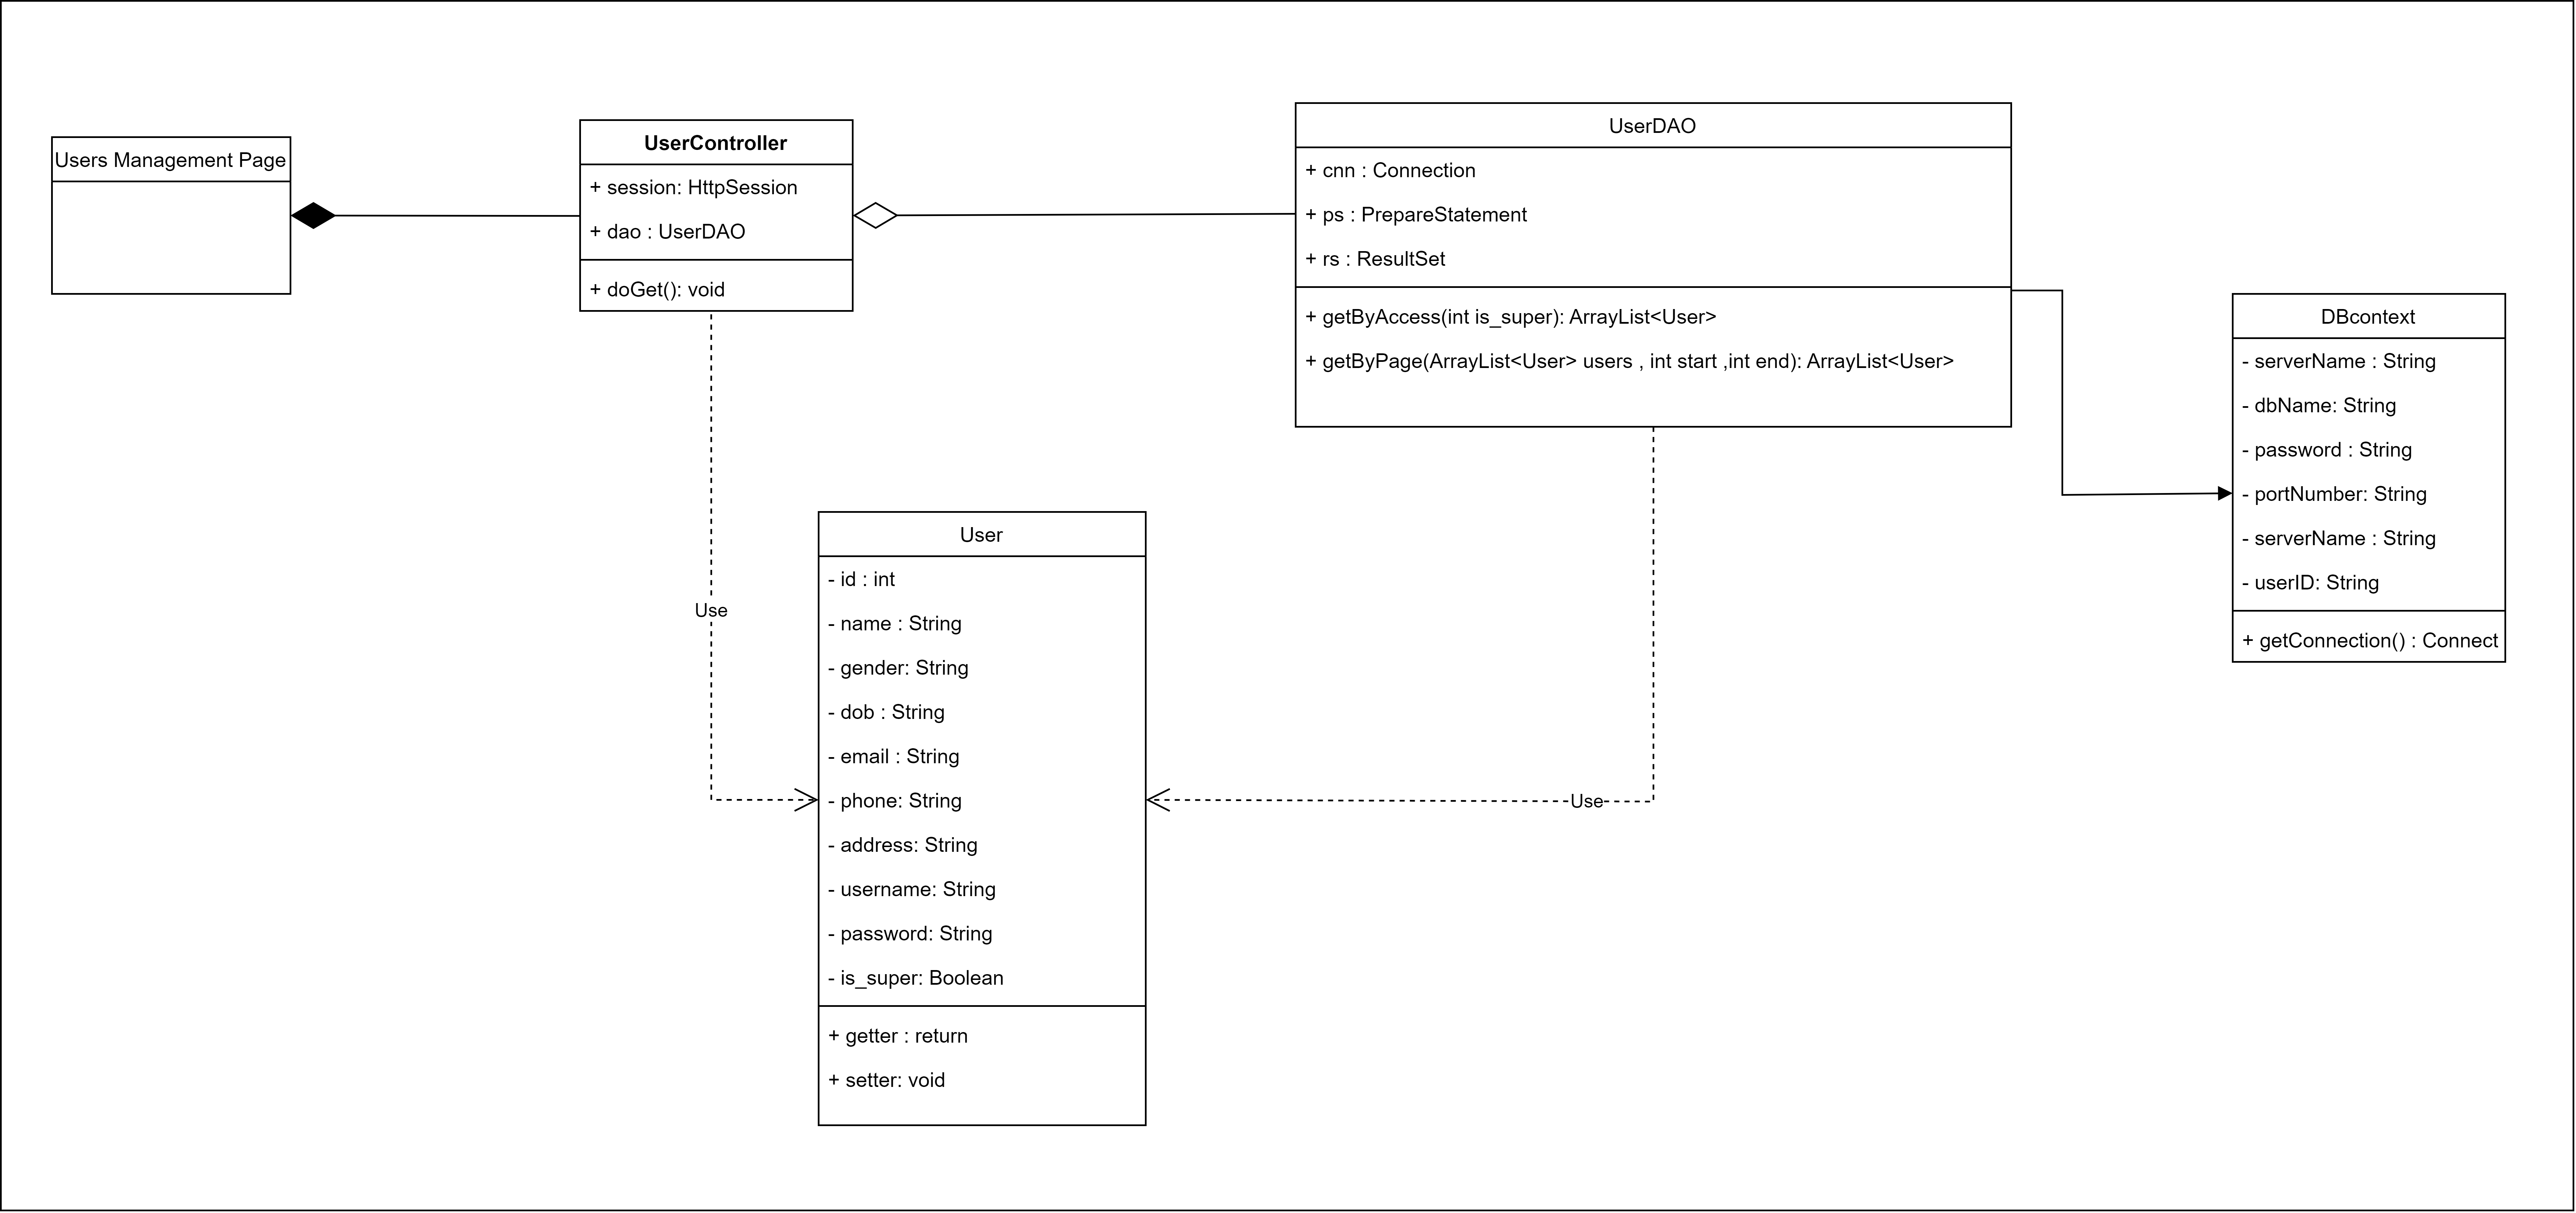 Users Management Page
UserController
+ session: HttpSession
+ dao : UserDAO
+ doGet(): void
UserDAO
+ cnn : Connection
+ ps : PrepareStatement
+ rs : ResultSet
+ getByAccess(int is_super): ArrayList<User>
+ getByPage(ArrayList<User> users , int start ,int end): ArrayList<User>
DBcontext
- serverName : String
- dbName: String
- password : String
- portNumber: String
- serverName : String
- userID: String
+ getConnection() : Connect
Use
User
- id : int
- name : String
- gender: String
- dob : String
- email : String
- phone: String
- address: String
- username: String
- password: String
- is_super: Boolean
+ getter : return
+ setter: void
Use